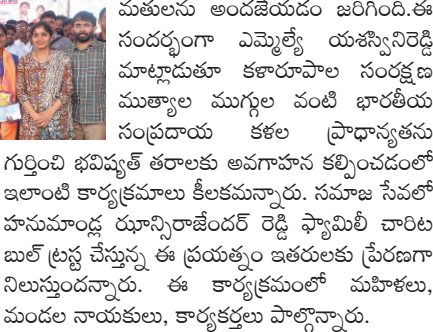 మతులను అందజేయడం జరిగింది.ఈ
సందర్భంగా ఎమ్మెల్యే యశస్వినిరెడ్డి
మాట్లాడుతూ కళారూపాల సంరక్షణ
ముత్యాల ముగ్గుల వంటి భారతీయ
సంప్రదాయ కళల ప్రాధాన్యతను
గుర్తించి భవిష్యత్ తరాలకు అవగాహన కల్పించడంలో
ఇలాంటి కార్యక్రమాలు కీలకమన్నారు. సమాజ సేవలో
హనుమాండ్ల ఝాన్సిరాజేందర్ రెడ్డి ఫ్యామిలీ చారిట
బుల్ ట్రస్ట చేస్తున్న ఈ ప్రయత్నం ఇతరులకు ప్రేరణగా
నిలుస్తుందన్నారు. ఈ కార్యక్రమంలో మహిళలు,
మండల నాయకులు, కార్యకర్తలు పాల్గొన్నారు.